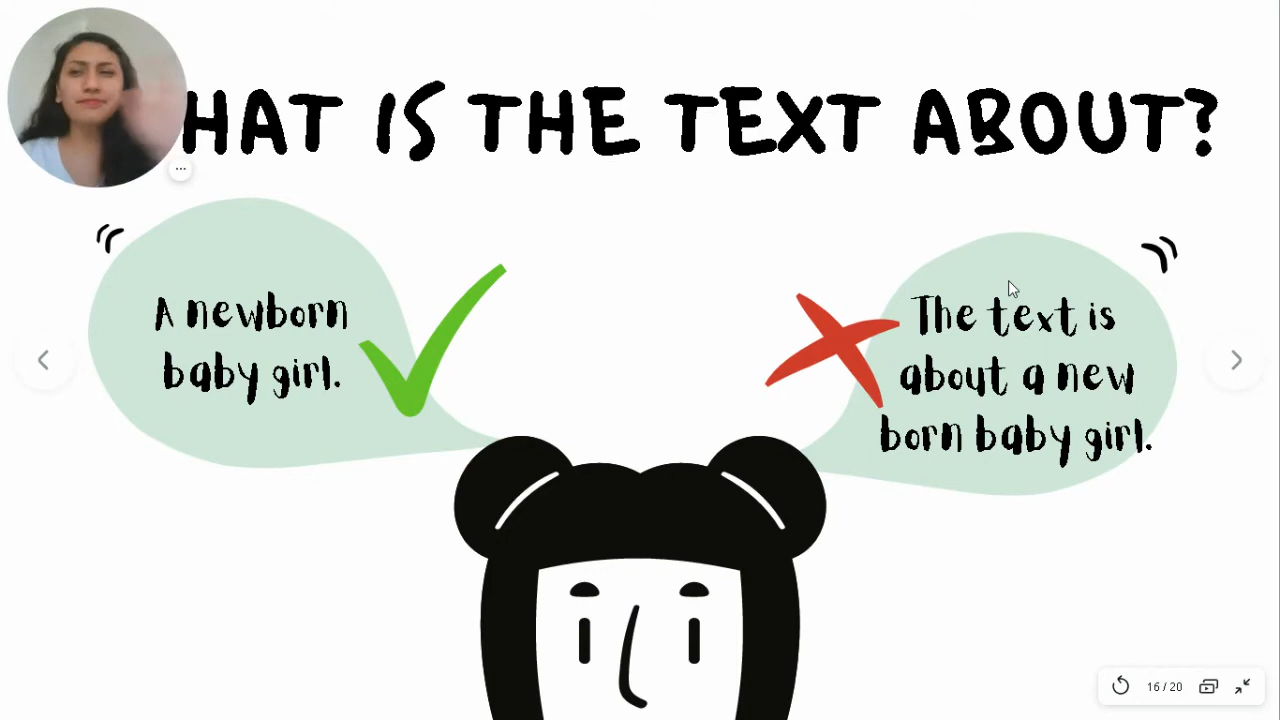 HAT IS THE TEXT ABOUT?
A newborn
baby girl.
The text is
about a new
born baby girl.
16 / 20